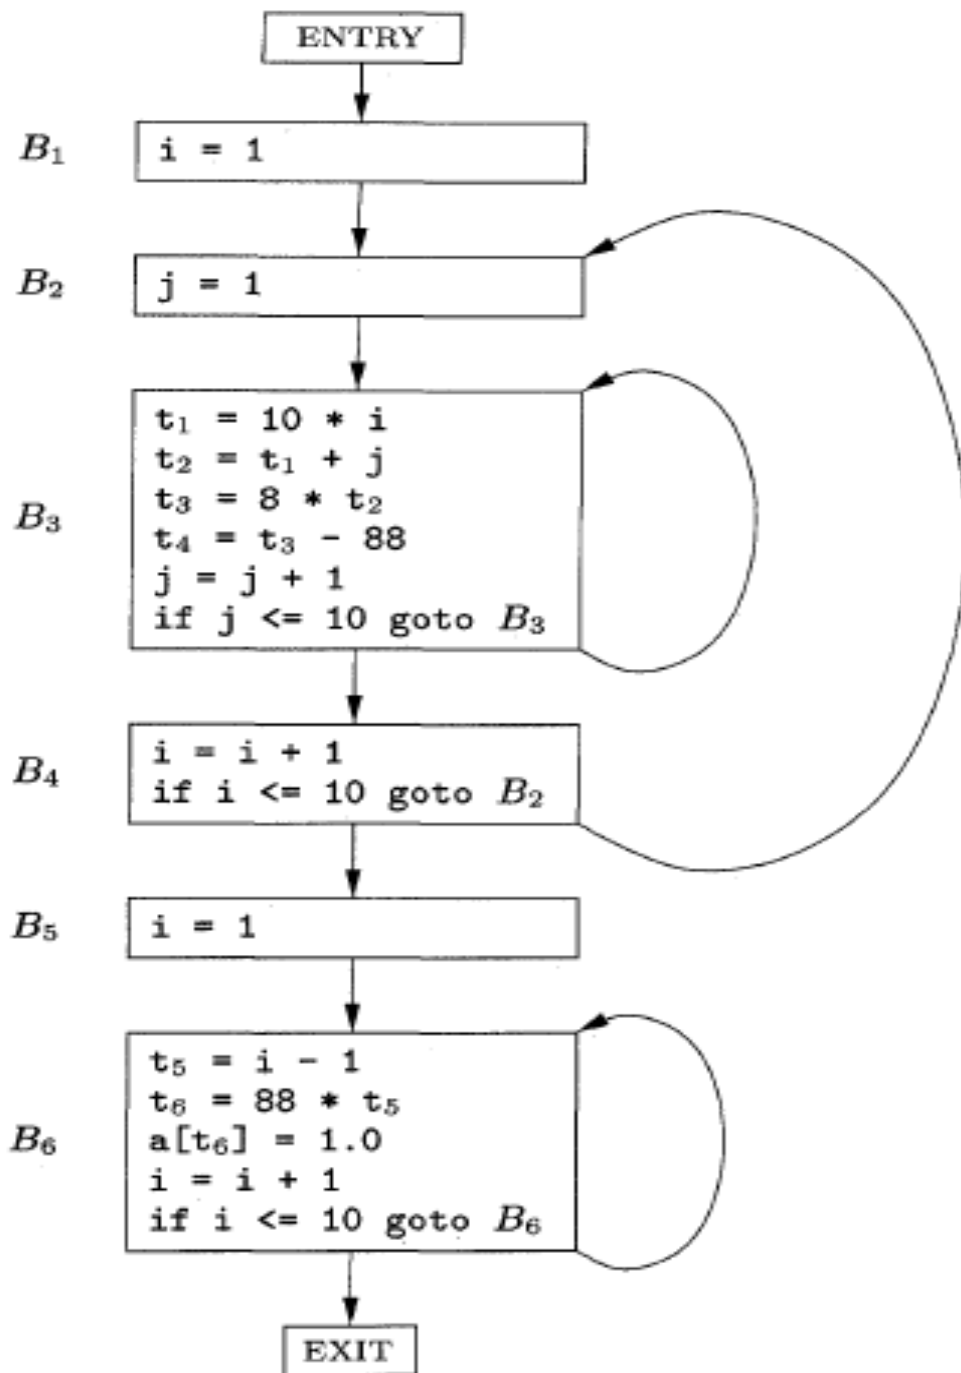 ENTRY
B₁
i = 1
B₂
j = 1
B₃
t₁ = 10 * i
t₂ = t₁ + j
t₃ = 8 * t₂
t₄ = t₃ - 88
j = j + 1
if j <= 10 goto B₃
B₄
i = i + 1
if i <= 10 goto B₂
B₅
i = 1
B₆
t₅ = i - 1
t₆ = 88 * t₅
a[t₆] = 1.0
i = i + 1
if i <= 10 goto B₆
EXIT